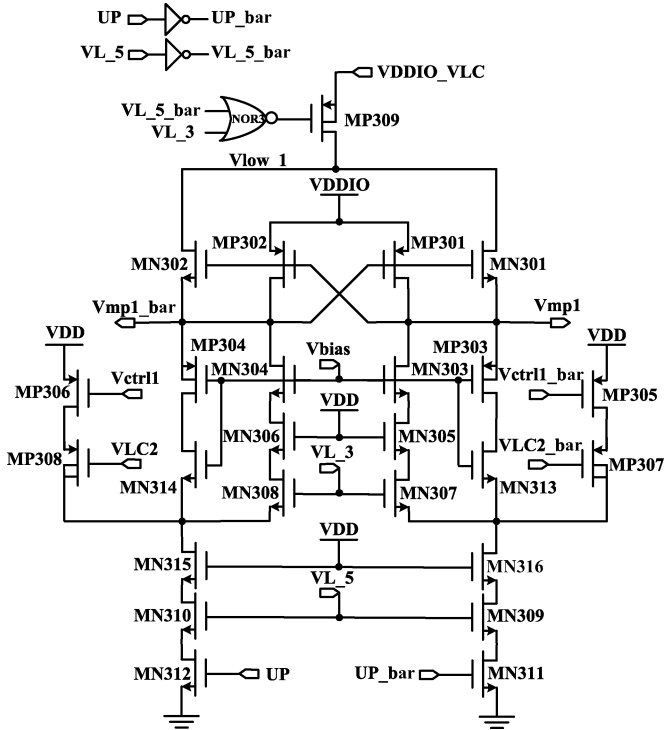 UP UP_bar
VL_5 VL_5_bar
VDDIO_VLC
VL_5_bar
NOR3
VL_3
MP309
Vlow_1
VDDIO
MP302 MP301
MN302 MN301
Vmp1_bar Vmp1
VDD MP304 Vbias MP303 VDD
MN304 MN303
MP306 Vctrl1 Vctrl1_bar MP305
VDD
MN306 MN305
MP308 VLC2 VL_3 VLC2_bar MP307
MN314 MN308 MN307 MN313
VDD
MN315 MN316
VL_5
MN310 MN309
MN312 UP UP_bar MN311